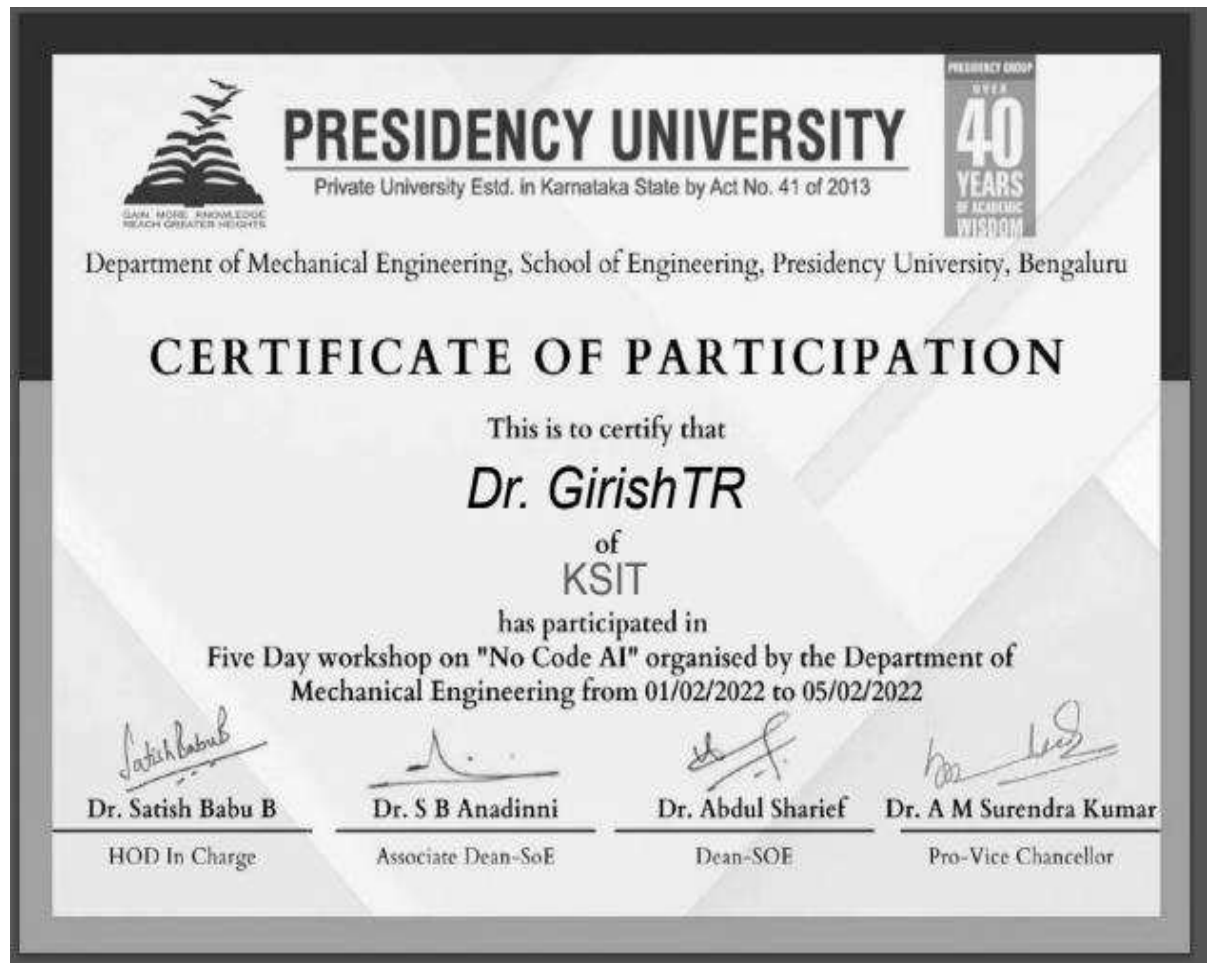 PRESIDENCY UNIVERSITY
Private University Estd. in Karnataka State by Act No. 41 of 2013
GAIN MORE KNOWLEDGE
REACH GREATER HEIGHTS
PRESIDENCY GROUP
OVER
40
YEARS
OF ACADEMIC
WISDOM
Department of Mechanical Engineering, School of Engineering, Presidency University, Bengaluru
CERTIFICATE OF PARTICIPATION
This is to certify that
Dr. GirishTR
of
KSIT
has participated in
Five Day workshop on "No Code AI" organised by the Department of
Mechanical Engineering from 01/02/2022 to 05/02/2022
SatishBabuB
Dr. Satish Babu B Dr. S B Anadinni Dr. Abdul Sharief Dr. A M Surendra Kumar
HOD In Charge Associate Dean-SoE Dean-SOE Pro-Vice Chancellor